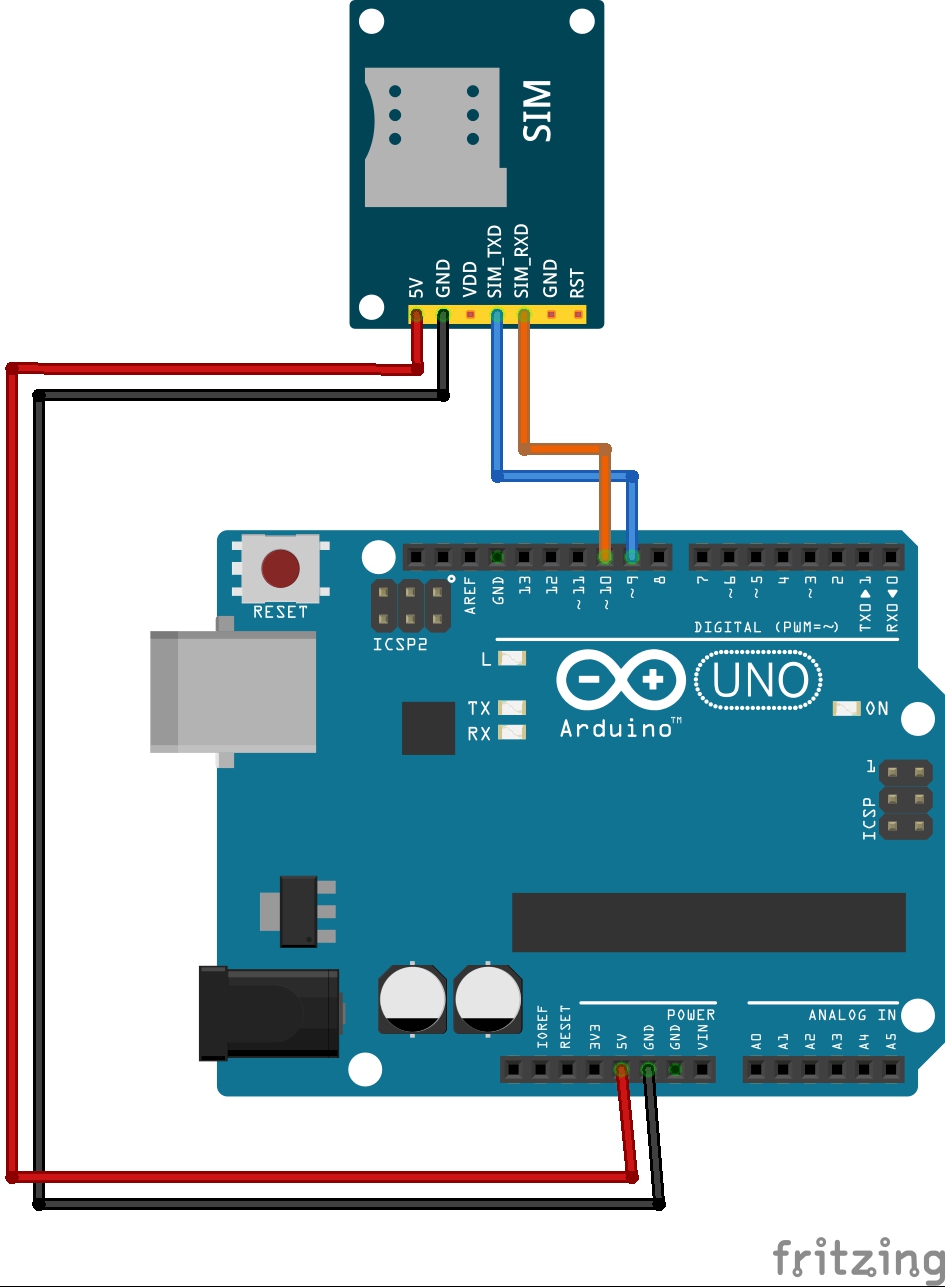 SIM
5V
GND
VDD
SIM_TXD
SIM_RXD
GND
RST
RESET
ICSP2
AREF
GND
13
12
~11
~10
~9
8
7
~6
~5
4
~3
2
TX0▶1
RX0◀0
DIGITAL (PWM=~)
L
TX
RX
UNO
Arduino™
ON
1
ICSP
IOREF
RESET
3V3
5V
GND
GND
VIN
POWER
ANALOG IN
A0
A1
A2
A3
A4
A5
fritzing